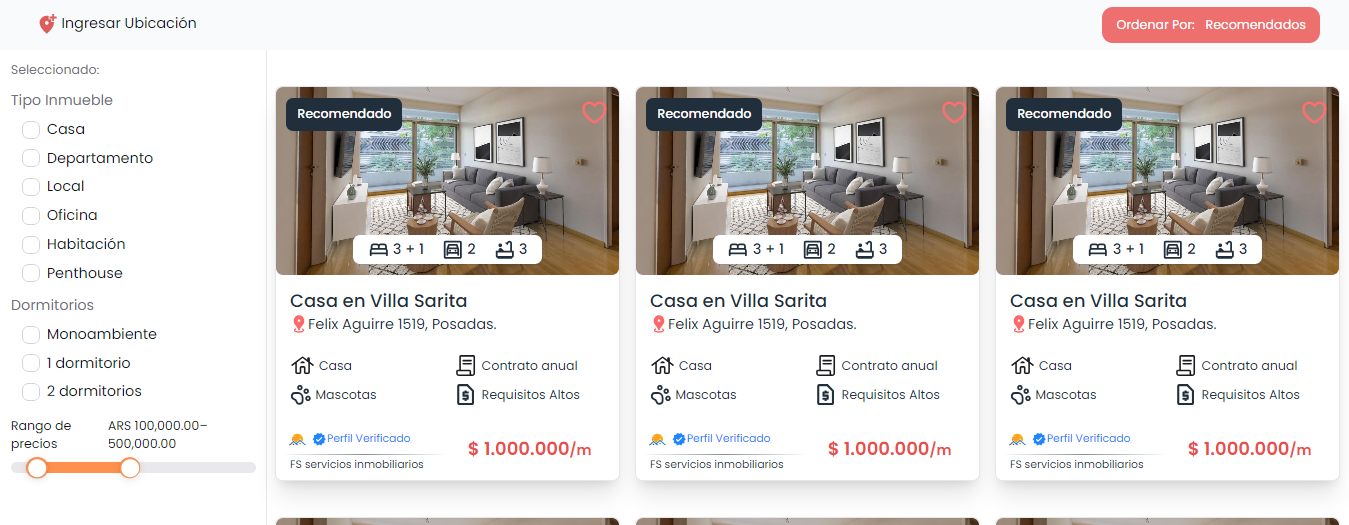 Ingresar Ubicación
Ordenar Por: Recomendados
Seleccionado:
Tipo Inmueble
Casa
Departamento
Local
Oficina
Habitación
Penthouse
Dormitorios
Monoambiente
1 dormitorio
2 dormitorios
Rango de
precios
ARS 100,000.00–
500,000.00
Recomendado
3 + 1 2 3
Casa en Villa Sarita
Felix Aguirre 1519, Posadas.
Casa Contrato anual
Mascotas Requisitos Altos
Perfil Verificado
FS servicios inmobiliarios
$ 1.000.000/m
Recomendado
3 + 1 2 3
Casa en Villa Sarita
Felix Aguirre 1519, Posadas.
Casa Contrato anual
Mascotas Requisitos Altos
Perfil Verificado
FS servicios inmobiliarios
$ 1.000.000/m
Recomendado
3 + 1 2 3
Casa en Villa Sarita
Felix Aguirre 1519, Posadas.
Casa Contrato anual
Mascotas Requisitos Altos
Perfil Verificado
FS servicios inmobiliarios
$ 1.000.000/m